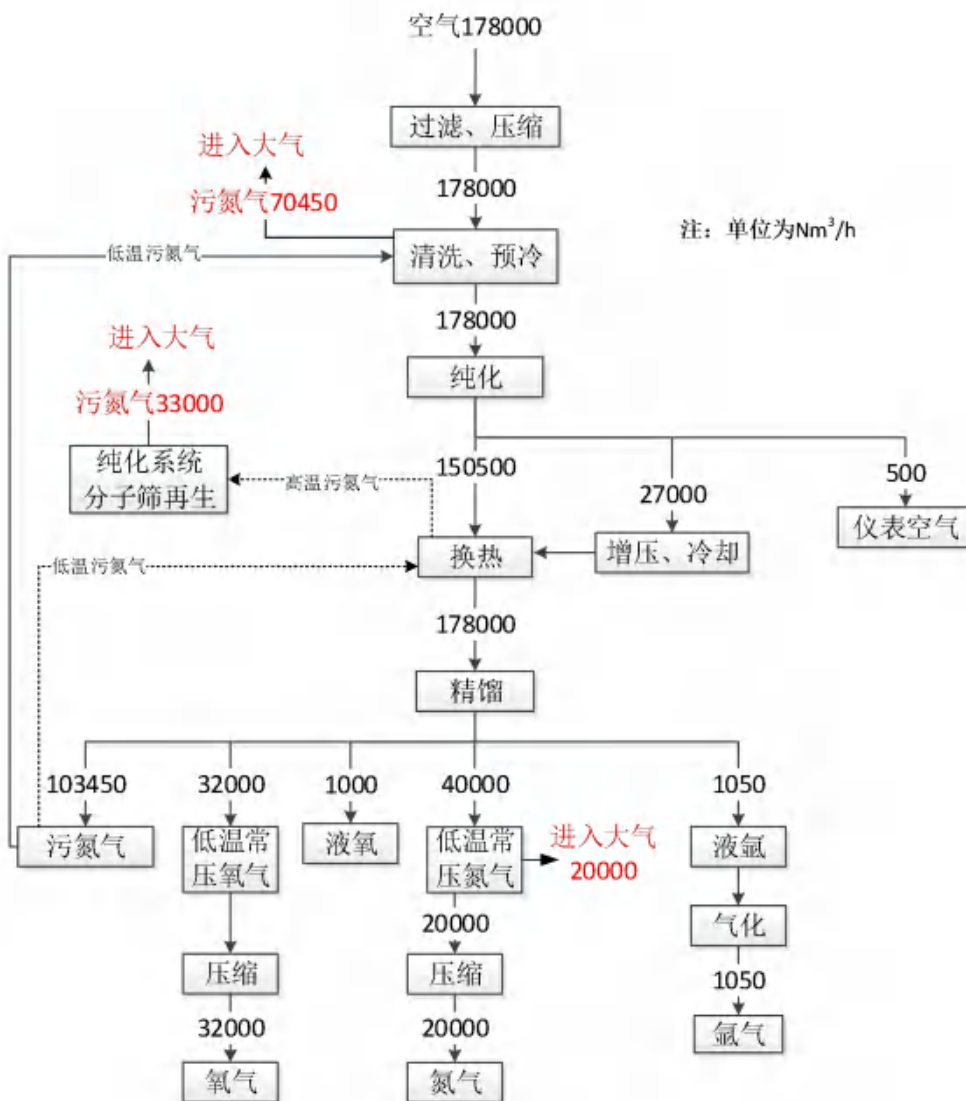 空气178000
过滤、压缩
进入大气
178000
污氮气70450
注：单位为Nm³/h
低温污氮气
清洗、预冷
178000
进入大气
纯化
污氮气33000
纯化系统
分子筛再生
高温污氮气
150500
27000
500
仪表空气
低温污氮气
换热
增压、冷却
178000
精馏
103450
32000
1000
40000
1050
污氮气
低温常
压氧气
液氧
低温常
压氮气
进入大气
20000
液氩
20000
气化
压缩
压缩
1050
32000
20000
氩气
氧气
氮气